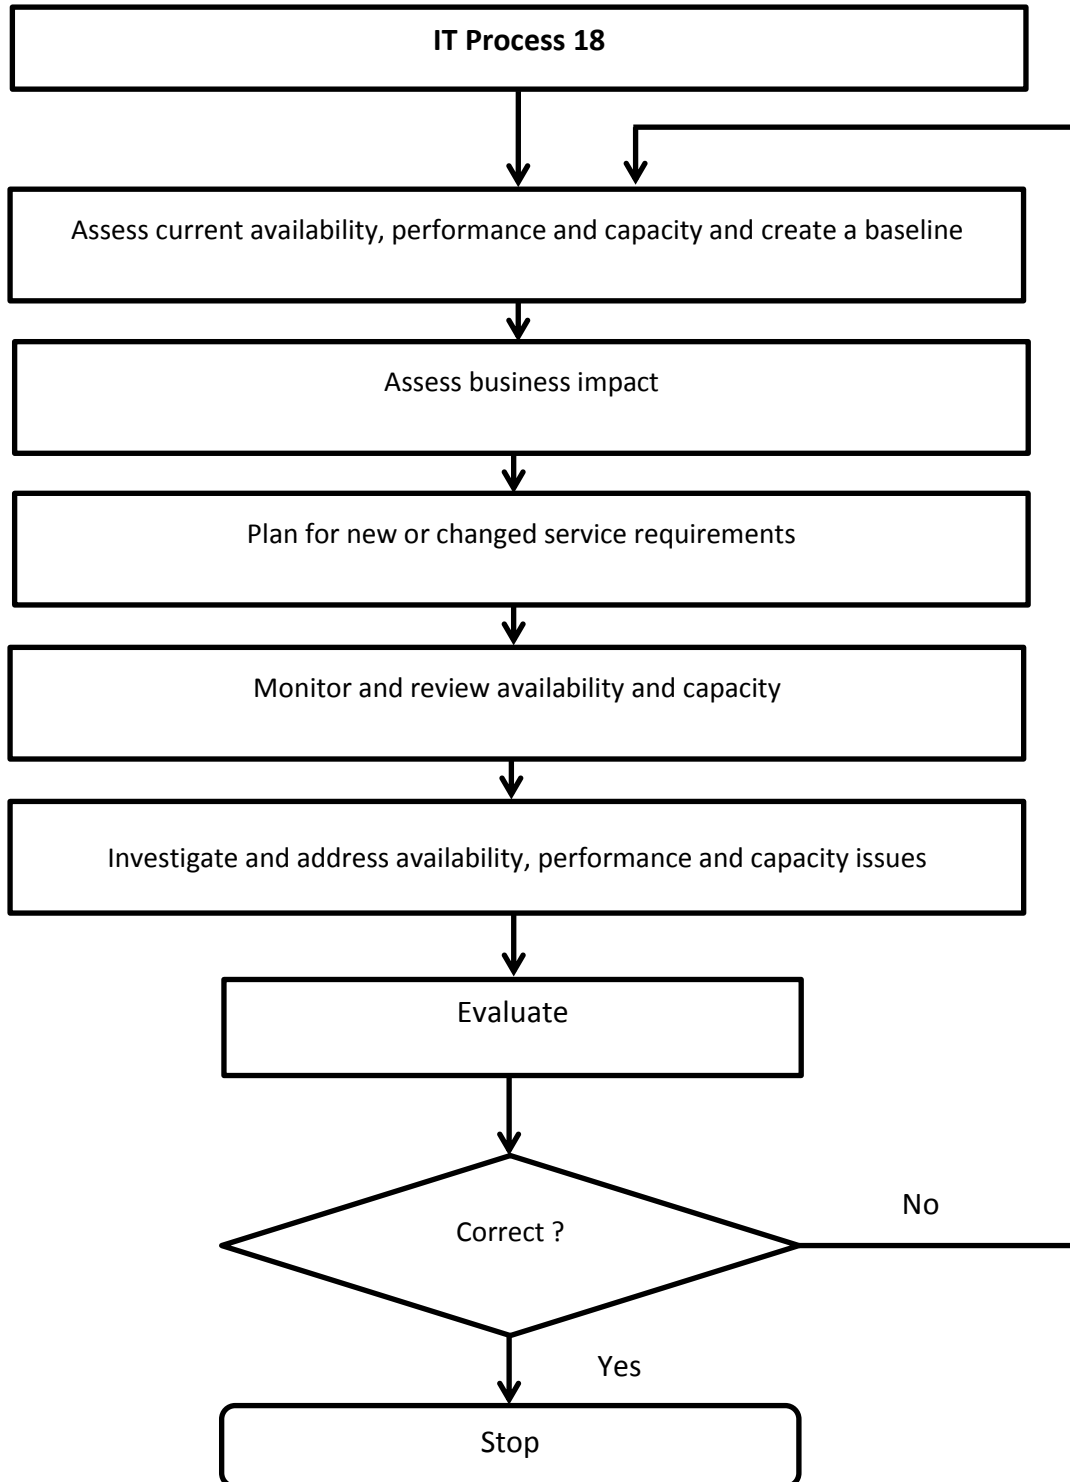 IT Process 18
Assess current availability, performance and capacity and create a baseline
Assess business impact
Plan for new or changed service requirements
Monitor and review availability and capacity
Investigate and address availability, performance and capacity issues
Evaluate
Correct ?
No
Yes
Stop